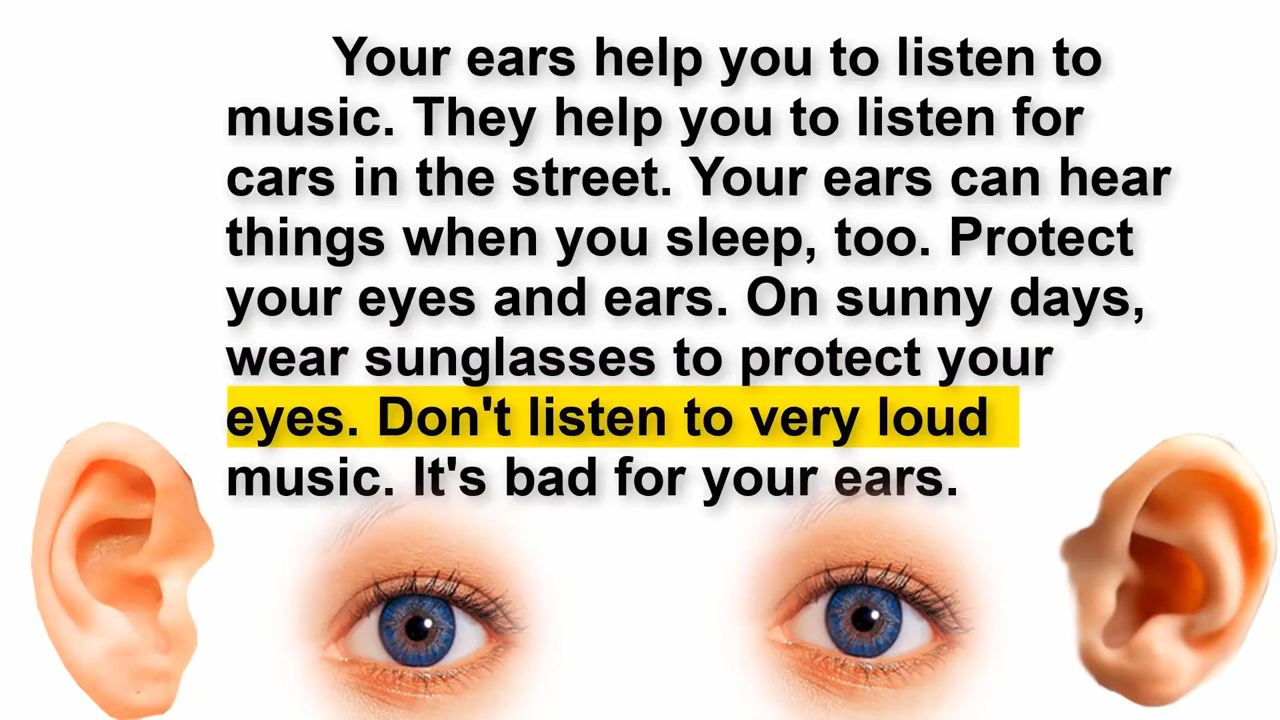 Your ears help you to listen to
music. They help you to listen for
cars in the street. Your ears can hear
things when you sleep, too. Protect
your eyes and ears. On sunny days,
wear sunglasses to protect your
eyes. Don't listen to very loud
music. It's bad for your ears.